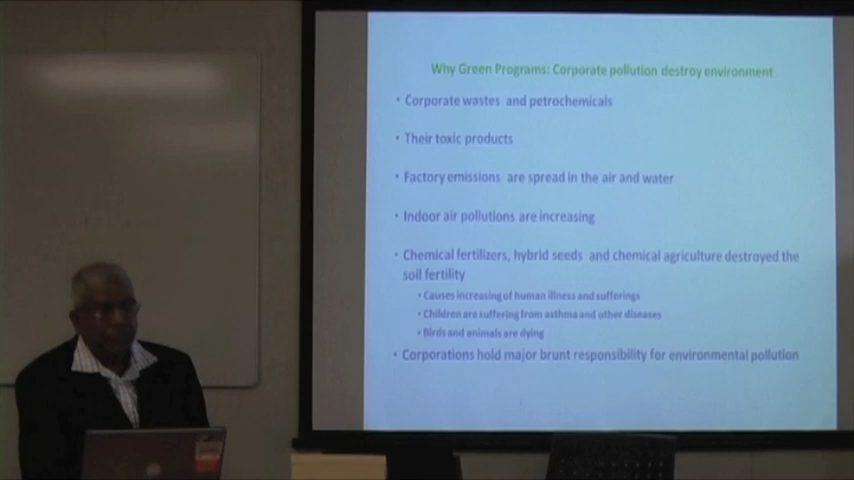 Why Green Programs: Corporate pollution destroy environment
• Corporate wastes and petrochemicals
• Their toxic products
• Factory emissions are spread in the air and water
• Indoor air pollutions are increasing
• Chemical fertilizers, hybrid seeds and chemical agriculture destroyed the
soil fertility
• Causes increasing of human illness and sufferings
• Children are suffering from asthma and other diseases
• Birds and animals are dying
• Corporations hold major brunt responsibility for environmental pollution